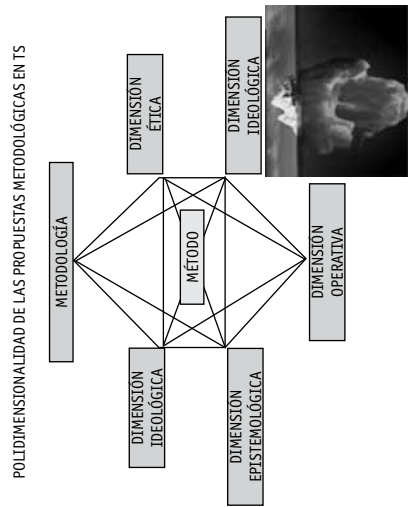 POLIDIMENSIONALIDAD DE LAS PROPUESTAS METODOLÓGICAS EN TS
METODOLOGÍA
DIMENSIÓN
IDEOLÓGICA
DIMENSIÓN
ÉTICA
MÉTODO
DIMENSIÓN
EPISTEMOLÓGICA
DIMENSIÓN
IDEOLÓGICA
DIMENSIÓN
OPERATIVA